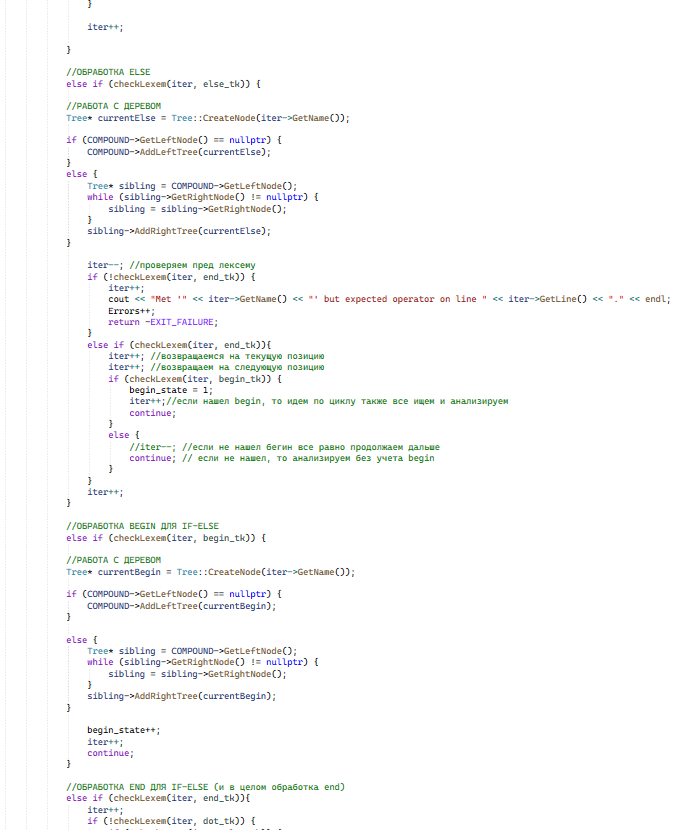 }
iter++;
}
//ОБРАБОТКА ELSE
else if (checkLexem(iter, else_tk)) {
//РАБОТА С ДЕРЕВОМ
Tree* currentElse = Tree::CreateNode(iter->GetName());
if (COMPOUND->GetLeftNode() == nullptr) {
COMPOUND->AddLeftTree(currentElse);
}
else {
Tree* sibling = COMPOUND->GetLeftNode();
while (sibling->GetRightNode() != nullptr) {
sibling = sibling->GetRightNode();
}
sibling->AddRightTree(currentElse);
}
iter--; //проверяем пред лексему
if (!checkLexem(iter, end_tk)) {
iter++;
cout << "Met '" << iter->GetName() << "' but expected operator on line " << iter->GetLine() << "." << endl;
Errors++;
return -EXIT_FAILURE;
}
else if (checkLexem(iter, end_tk)){
iter++; //возвращаемся на текущую позицию
iter++; //возвращаем на следующую позицию
if (checkLexem(iter, begin_tk)) {
begin_state = 1;
iter++;//если нашел begin, то идем по циклу также все ищем и анализируем
continue;
}
else {
//iter--; //если не нашел бегин все равно продолжаем дальше
continue; // если не нашел, то анализируем без учета begin
}
}
iter++;
}
//ОБРАБОТКА BEGIN ДЛЯ IF-ELSE
else if (checkLexem(iter, begin_tk)) {
//РАБОТА С ДЕРЕВОМ
Tree* currentBegin = Tree::CreateNode(iter->GetName());
if (COMPOUND->GetLeftNode() == nullptr) {
COMPOUND->AddLeftTree(currentBegin);
}
else {
Tree* sibling = COMPOUND->GetLeftNode();
while (sibling->GetRightNode() != nullptr) {
sibling = sibling->GetRightNode();
}
sibling->AddRightTree(currentBegin);
}
begin_state++;
iter++;
continue;
}
//ОБРАБОТКА END ДЛЯ IF-ELSE (и в целом обработка end)
else if (checkLexem(iter, end_tk)){
iter++;
if (!checkLexem(iter, dot_tk)) {